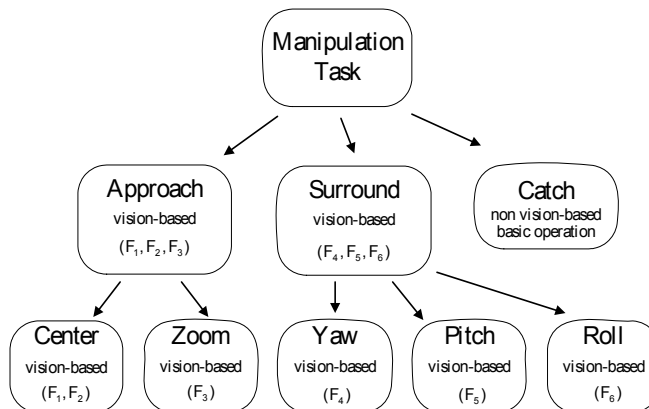 Manipulation
Task
Approach
vision-based
(F₁, F₂, F₃)
Surround
vision-based
(F₄, F₅, F₆)
Catch
non vision-based
basic operation
Center
vision-based
(F₁, F₂)
Zoom
vision-based
(F₃)
Yaw
vision-based
(F₄)
Pitch
vision-based
(F₅)
Roll
vision-based
(F₆)